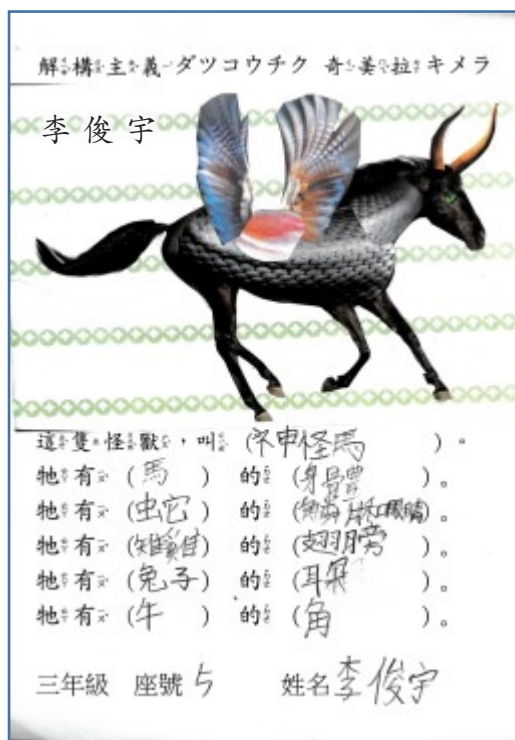 解構主義ダツコウチク 奇美拉キメラ
李俊宇
這隻怪獸，叫(神怪馬)。
牠有(馬)的(身體)。
牠有(蛇)的(鱗片和眼睛)。
牠有(雉雞)的(翅膀)。
牠有(兔子)的(耳朵)。
牠有(牛)的(角)。
三年級 座號5 姓名李俊宇